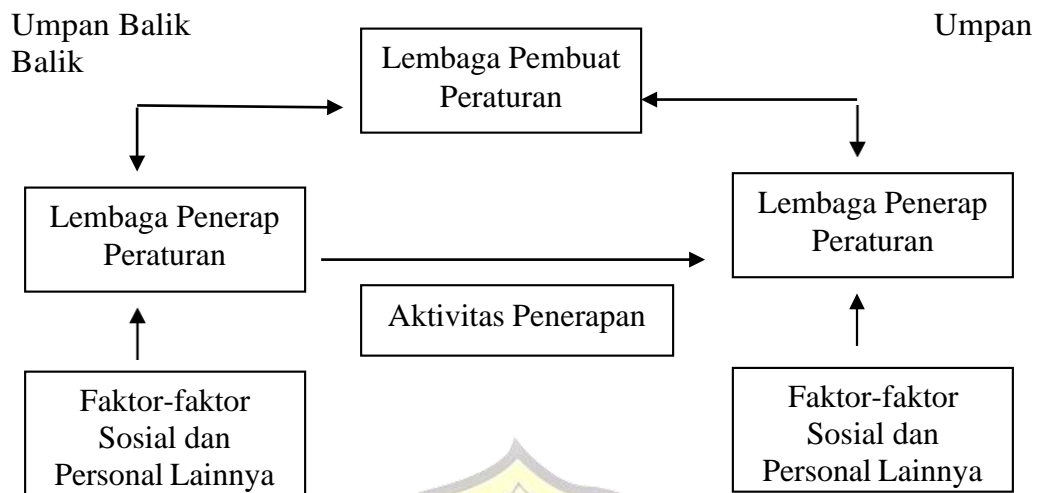 Umpan Balik Umpan
Balik
Lembaga Pembuat
Peraturan
Lembaga Penerap
Peraturan
Lembaga Penerap
Peraturan
Aktivitas Penerapan
Faktor-faktor
Sosial dan
Personal Lainnya
Faktor-faktor
Sosial dan
Personal Lainnya